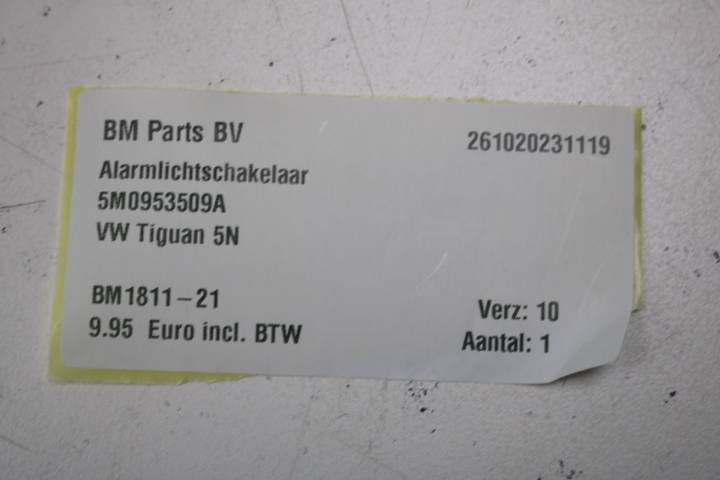 BM Parts BV
261020231119
Alarmlichtschakelaar
5M0953509A
VW Tiguan 5N
BM1811-21
Verz: 10
9.95 Euro incl. BTW
Aantal: 1